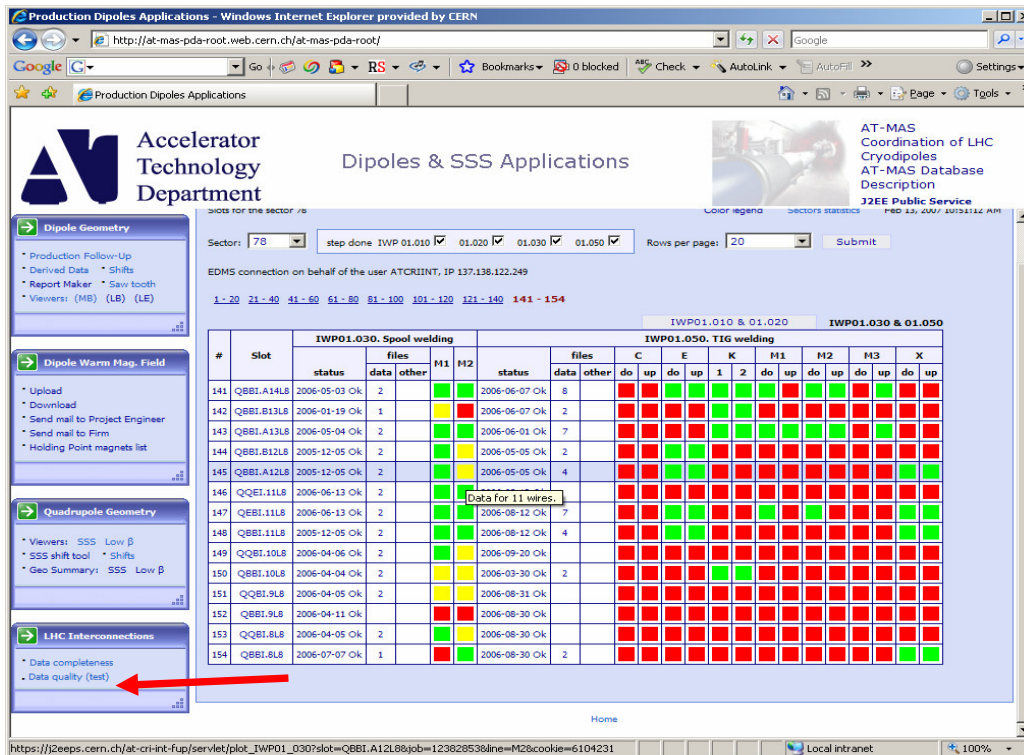 Production Dipoles Applications - Windows Internet Explorer provided by CERN
http://at-mas-pda-root.web.cern.ch/at-mas-pda-root/
Google
Google G Go RS Bookmarks 0 blocked ABC Check AutoLink AutoFill >> Settings
Production Dipoles Applications
Page Tools
Accelerator
Technology
Department
Dipoles & SSS Applications
AT-MAS
Coordination of LHC
Cryodipoles
AT-MAS Database
Description
J2EE Public Service
Dipole Geometry
* Production Follow-Up
* Derived Data * Shifts
* Report Maker * Saw tooth
* Viewers: (MB) (LB) (LE)
Dipole Warm Mag. Field
* Upload
* Download
* Send mail to Project Engineer
* Send mail to Firm
* Holding Point magnets list
Quadrupole Geometry
* Viewers: SSS Low β
* SSS shift tool * Shifts
* Geo Summary: SSS Low β
LHC Interconnections
* Data completeness
. Data quality (test)
Slots for the sector 78 Color legend Sectors statistics Feb 13, 2007 10:51:12 AM
Sector: 78 step done IWP 01.010 01.020 01.030 01.050 Rows per page: 20 Submit
EDMS connection on behalf of the user ATCRIINT, IP 137.138.122.249
1 - 20 21 - 40 41 - 60 61 - 80 81 - 100 101 - 120 121 - 140 141 - 154
IWP01.010 & 01.020 IWP01.030 & 01.050
# Slot IWP01.030. Spool welding IWP01.050. TIG welding
files M1 M2 files C E K M1 M2 M3 X
status data other status data other do up do up 1 2 do up do up do up do up
141 QBBI.A14L8 2006-05-03 Ok 2 2006-06-07 Ok 8
142 QBBI.B13L8 2006-01-19 Ok 1 2006-06-07 Ok 2
143 QBBI.A13L8 2006-05-04 Ok 2 2006-06-01 Ok 7
144 QBBI.B12L8 2005-12-05 Ok 2 2006-05-05 Ok 2
145 QBBI.A12L8 2005-12-05 Ok 2 2006-05-05 Ok 4
146 QQEI.11L8 2006-06-13 Ok 2
Data for 11 wires.
147 QEBI.11L8 2006-06-13 Ok 2 2006-08-12 Ok 7
148 QBBI.11L8 2005-12-05 Ok 2 2006-08-12 Ok 4
149 QQBI.10L8 2006-04-06 Ok 2 2006-09-20 Ok
150 QBBI.10L8 2006-04-04 Ok 2 2006-03-30 Ok 2
151 QQBI.9L8 2006-04-05 Ok 2 2006-08-31 Ok
152 QBBI.9L8 2006-04-11 Ok 2006-08-30 Ok
153 QQBI.8L8 2006-04-05 Ok 2 2006-08-30 Ok
154 QBBI.8L8 2006-07-07 Ok 1 2006-08-30 Ok 2
Home
https://j2eeps.cern.ch/at-cri-int-fup/servlet/plot_IWP01_030?slot=QBBI.A12L8&job=12382853&line=M2&cookie=6104231 Local intranet 100%